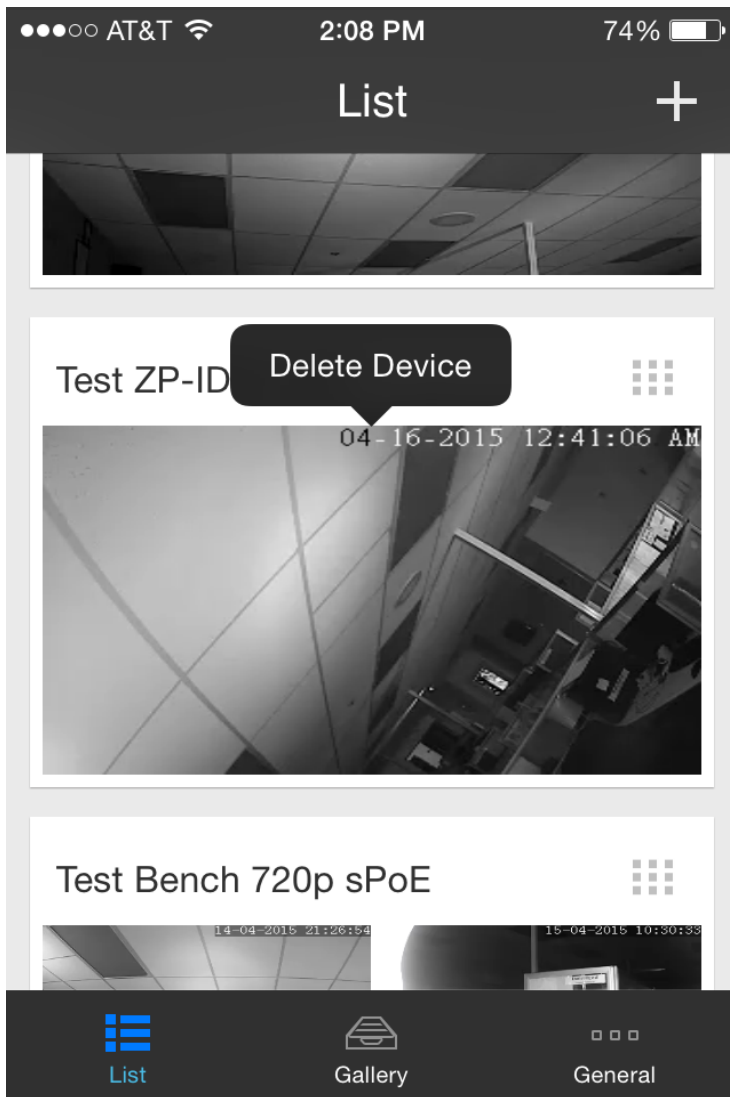 AT&T 2:08 PM 74%
List
Delete Device
Test ZP-ID
04-16-2015 12:41:06 AM
Test Bench 720p sPoE
14-04-2015 21:26:54 15-04-2015 10:30:33
List Gallery General